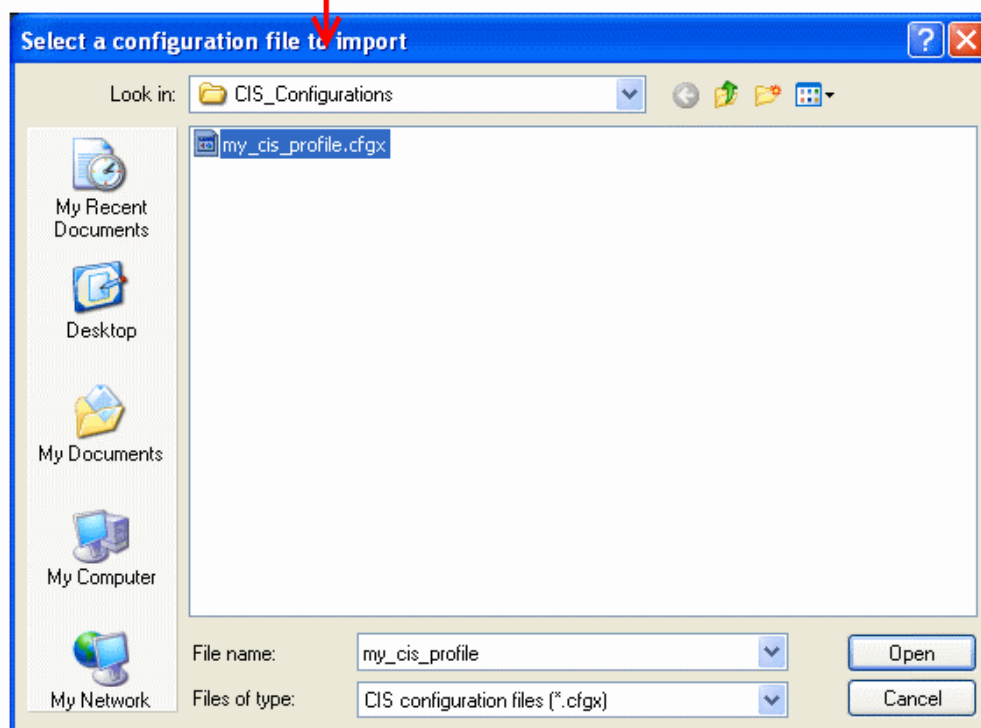 Select a configuration file to import
Look in:
CIS_Configurations
my_cis_profile.cfgx
My Recent
Documents
Desktop
My Documents
My Computer
My Network
File name:
my_cis_profile
Open
Files of type:
CIS configuration files (*.cfgx)
Cancel